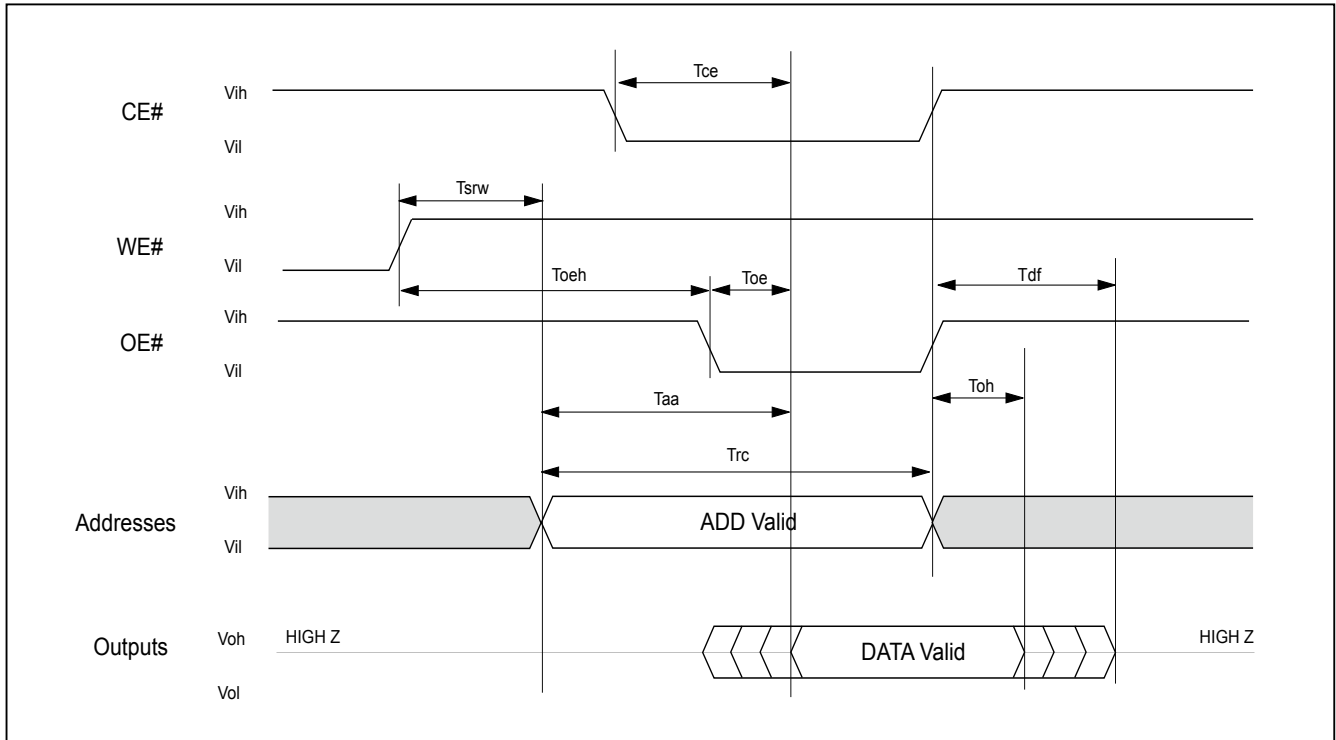 Tce
Vih
CE#
Vil
Tsrw
Vih
WE#
Vil
Toeh
Toe
Tdf
Vih
OE#
Vil
Toh
Taa
Trc
Vih
Addresses
ADD Valid
Vil
Outputs
Voh
HIGH Z
DATA Valid
HIGH Z
Vol